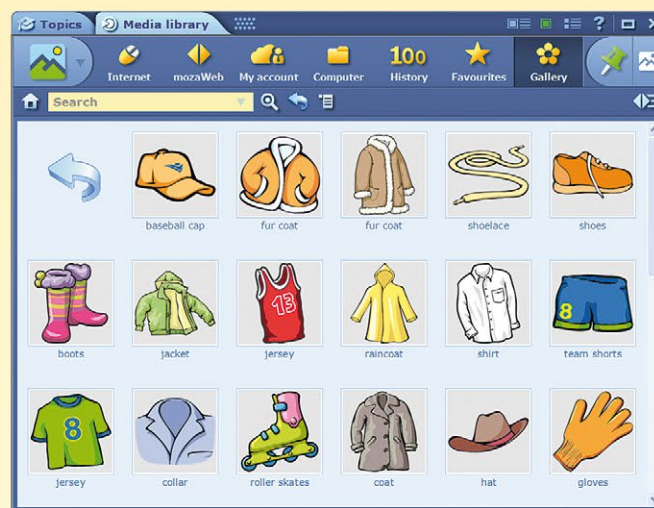 Topics Media library
?
Internet mozaWeb My account Computer 100 History Favourites Gallery
Search
baseball cap fur coat fur coat shoelace shoes
13
8
boots jacket jersey raincoat shirt team shorts
8
jersey collar roller skates coat hat gloves